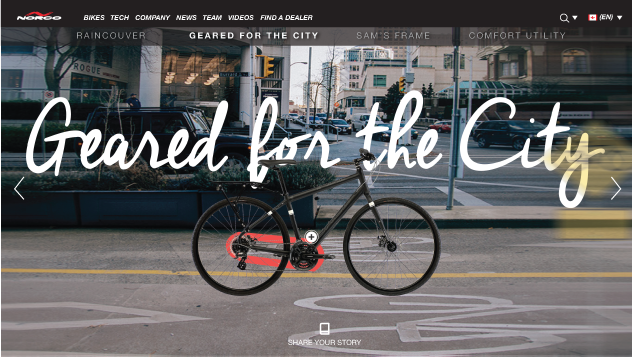 NORCO
BIKES TECH COMPANY NEWS TEAM VIDEOS FIND A DEALER
(EN)
RAINCOUVER GEARED FOR THE CITY SAM'S FRAME COMFORT UTILITY
ROGUE
Geared for the City
SHARE YOUR STORY